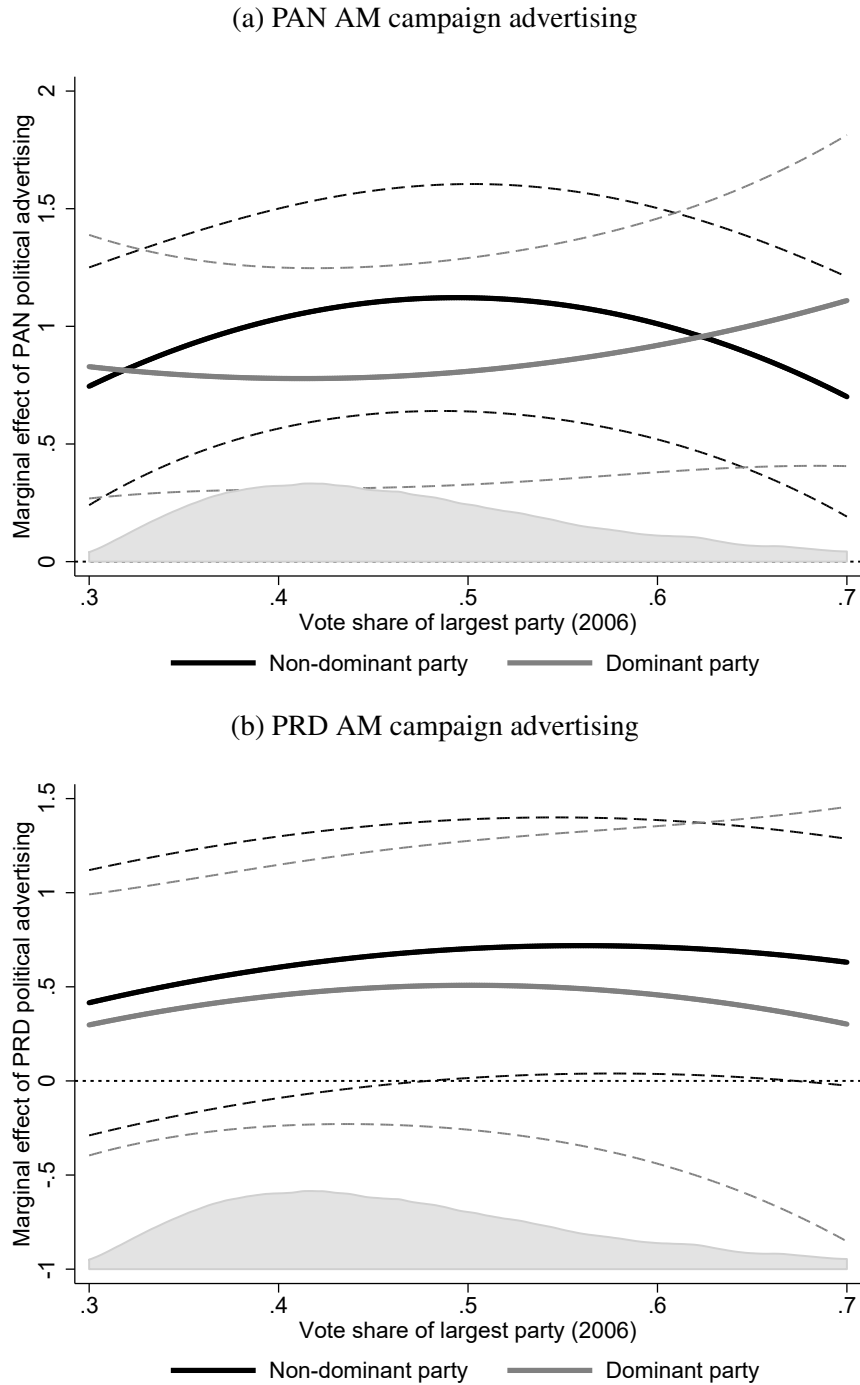 (a) PAN AM campaign advertising
Marginal effect of PAN political advertising
2
1.5
1
.5
0
.3 .4 .5 .6 .7
Vote share of largest party (2006)
Non-dominant party Dominant party
(b) PRD AM campaign advertising
Marginal effect of PRD political advertising
1.5
1
.5
0
-.5
-1
.3 .4 .5 .6 .7
Vote share of largest party (2006)
Non-dominant party Dominant party